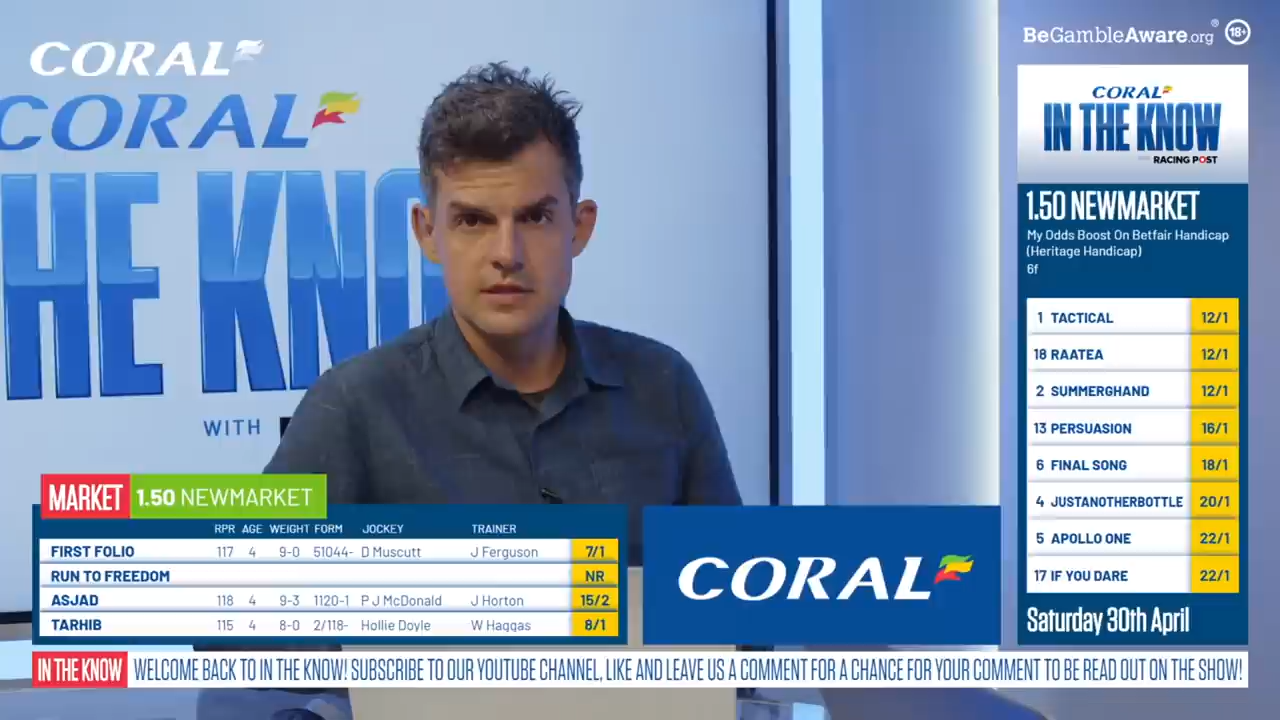 CORAL
CORAL
THE KNO
WITH
BeGambleAware.org® 18+
CORAL
IN THE KNOW
RACING POST
1.50 NEWMARKET
My Odds Boost On Betfair Handicap
(Heritage Handicap)
6f
1 TACTICAL 12/1
18 RAATEA 12/1
2 SUMMERGHAND 12/1
13 PERSUASION 16/1
6 FINAL SONG 18/1
4 JUSTANOTHERBOTTLE 20/1
5 APOLLO ONE 22/1
17 IF YOU DARE 22/1
Saturday 30th April
MARKET 1.50 NEWMARKET
RPR AGE WEIGHT FORM JOCKEY TRAINER
FIRST FOLIO 117 4 9-0 51044- D Muscutt J Ferguson 7/1
RUN TO FREEDOM NR
ASJAD 118 4 9-3 1120-1 P J McDonald J Horton 15/2
TARHIB 115 4 8-0 2/118- Hollie Doyle W Haggas 8/1
CORAL
IN THE KNOW WELCOME BACK TO IN THE KNOW! SUBSCRIBE TO OUR YOUTUBE CHANNEL, LIKE AND LEAVE US A COMMENT FOR A CHANCE FOR YOUR COMMENT TO BE READ OUT ON THE SHOW!